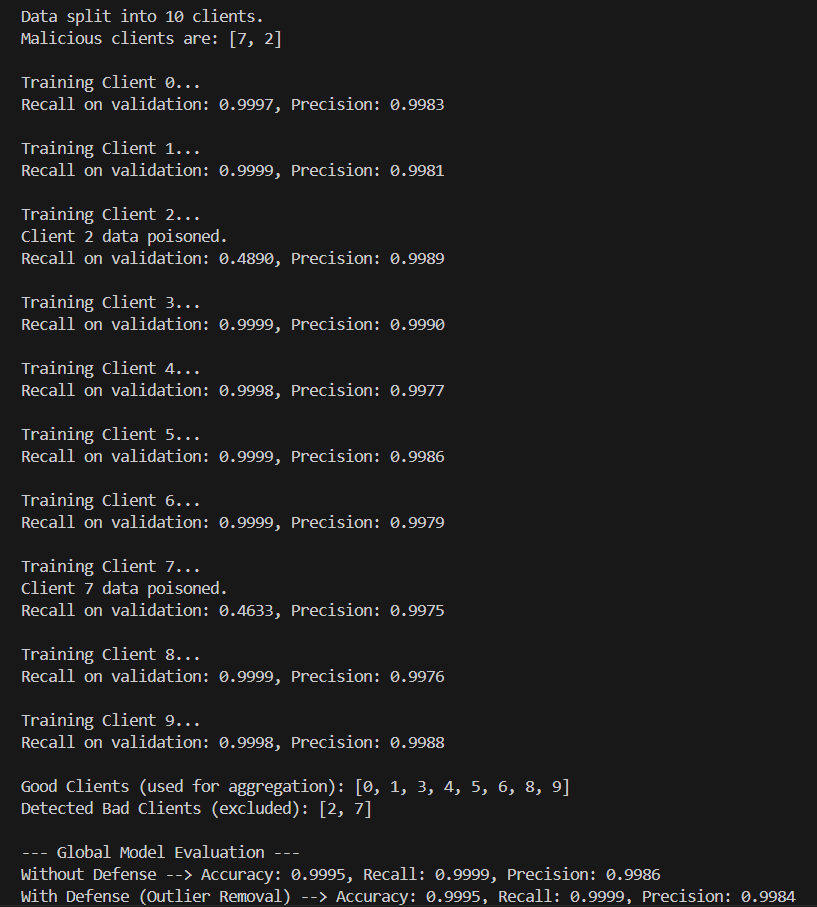 Data split into 10 clients.
Malicious clients are: [7, 2]
Training Client 0...
Recall on validation: 0.9997, Precision: 0.9983
Training Client 1...
Recall on validation: 0.9999, Precision: 0.9981
Training Client 2...
Client 2 data poisoned.
Recall on validation: 0.4890, Precision: 0.9989
Training Client 3...
Recall on validation: 0.9999, Precision: 0.9990
Training Client 4...
Recall on validation: 0.9998, Precision: 0.9977
Training Client 5...
Recall on validation: 0.9999, Precision: 0.9986
Training Client 6...
Recall on validation: 0.9999, Precision: 0.9979
Training Client 7...
Client 7 data poisoned.
Recall on validation: 0.4633, Precision: 0.9975
Training Client 8...
Recall on validation: 0.9999, Precision: 0.9976
Training Client 9...
Recall on validation: 0.9998, Precision: 0.9988
Good Clients (used for aggregation): [0, 1, 3, 4, 5, 6, 8, 9]
Detected Bad Clients (excluded): [2, 7]
--- Global Model Evaluation ---
Without Defense --> Accuracy: 0.9995, Recall: 0.9999, Precision: 0.9986
With Defense (Outlier Removal) --> Accuracy: 0.9995, Recall: 0.9999, Precision: 0.9984